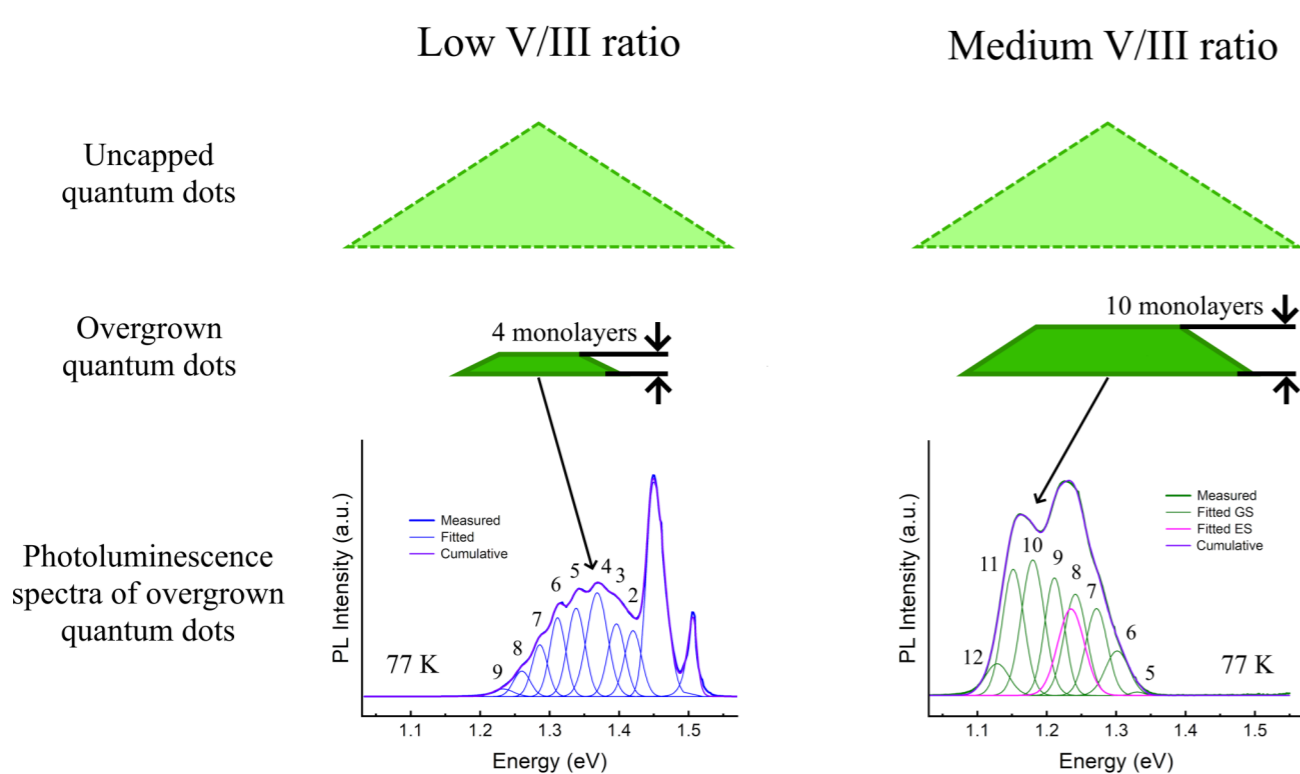 Low V/III ratio
Medium V/III ratio
Uncapped
quantum dots
Overgrown
quantum dots
4 monolayers
10 monolayers
Photoluminescence
spectra of overgrown
quantum dots
PL Intensity (a.u.)
Measured
Fitted
Cumulative
9
8
7
6
5
4
3
2
77 K
1.1
1.2
1.3
1.4
1.5
Energy (eV)
PL Intensity (a.u.)
Measured
Fitted GS
Fitted ES
Cumulative
12
11
10
9
8
7
6
5
77 K
1.1
1.2
1.3
1.4
1.5
Energy (eV)